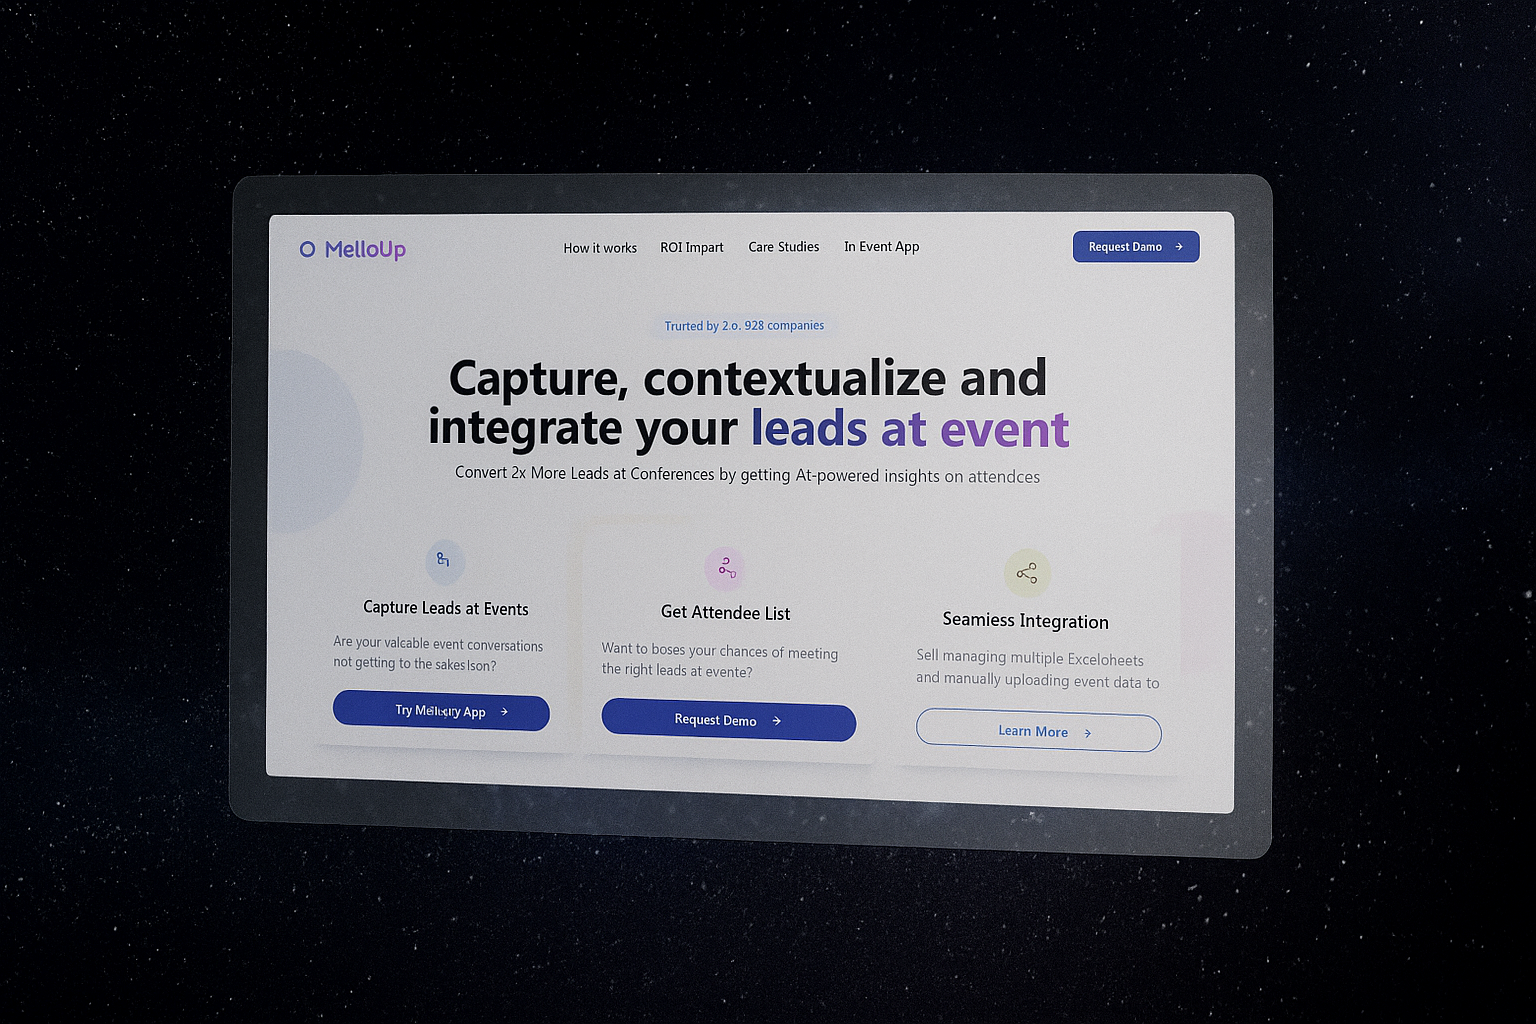 MelloUp
How it works
ROI Impart
Care Studies
In Event App
Request Damo →
Trurted by 2.o. 928 companies
Capture, contextualize and
integrate your leads at event
Convert 2x More Leads at Conferences by getting At-powered insights on attendces
Capture Leads at Events
Are your valcable event conversations
not getting to the sakes lson?
Try App →
Get Attendee List
Want to boses your chances of meeting
the right leads at evente?
Request Demo →
Seamiess Integration
Sell managing multiple Exceloheets
and manually uploading event data to
Learn More →